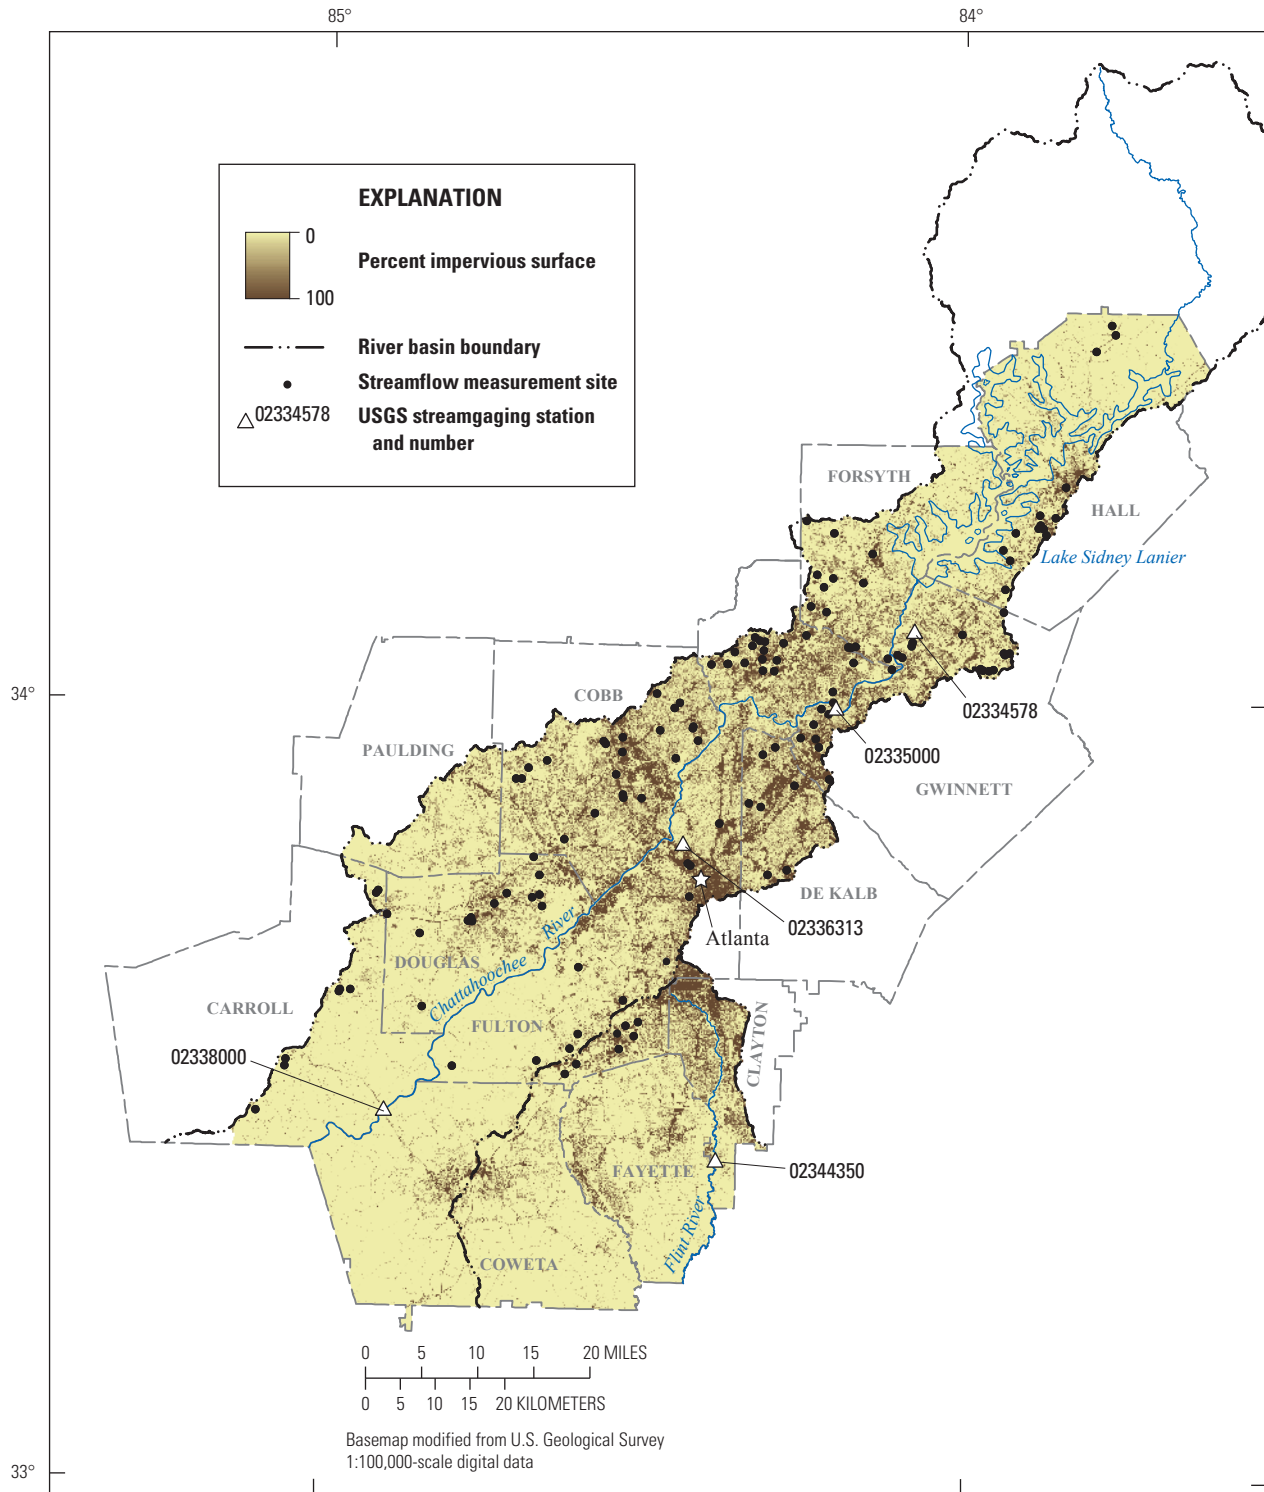 85°
84°
EXPLANATION
0
100
Percent impervious surface
River basin boundary
Streamflow measurement site
02334578
USGS streamgaging station
and number
FORSYTH
HALL
Lake Sidney Lanier
34°
COBB
02334578
PAULDING
02335000
GWINNETT
DE KALB
02336313
Atlanta
River
Chattahoochee
DOUGLAS
CARROLL
FULTON
CLAYTON
02338000
FAYETTE
02344350
Flint River
COWETA
0 5 10 15 20 MILES
0 5 10 15 20 KILOMETERS
Basemap modified from U.S. Geological Survey
1:100,000-scale digital data
33°